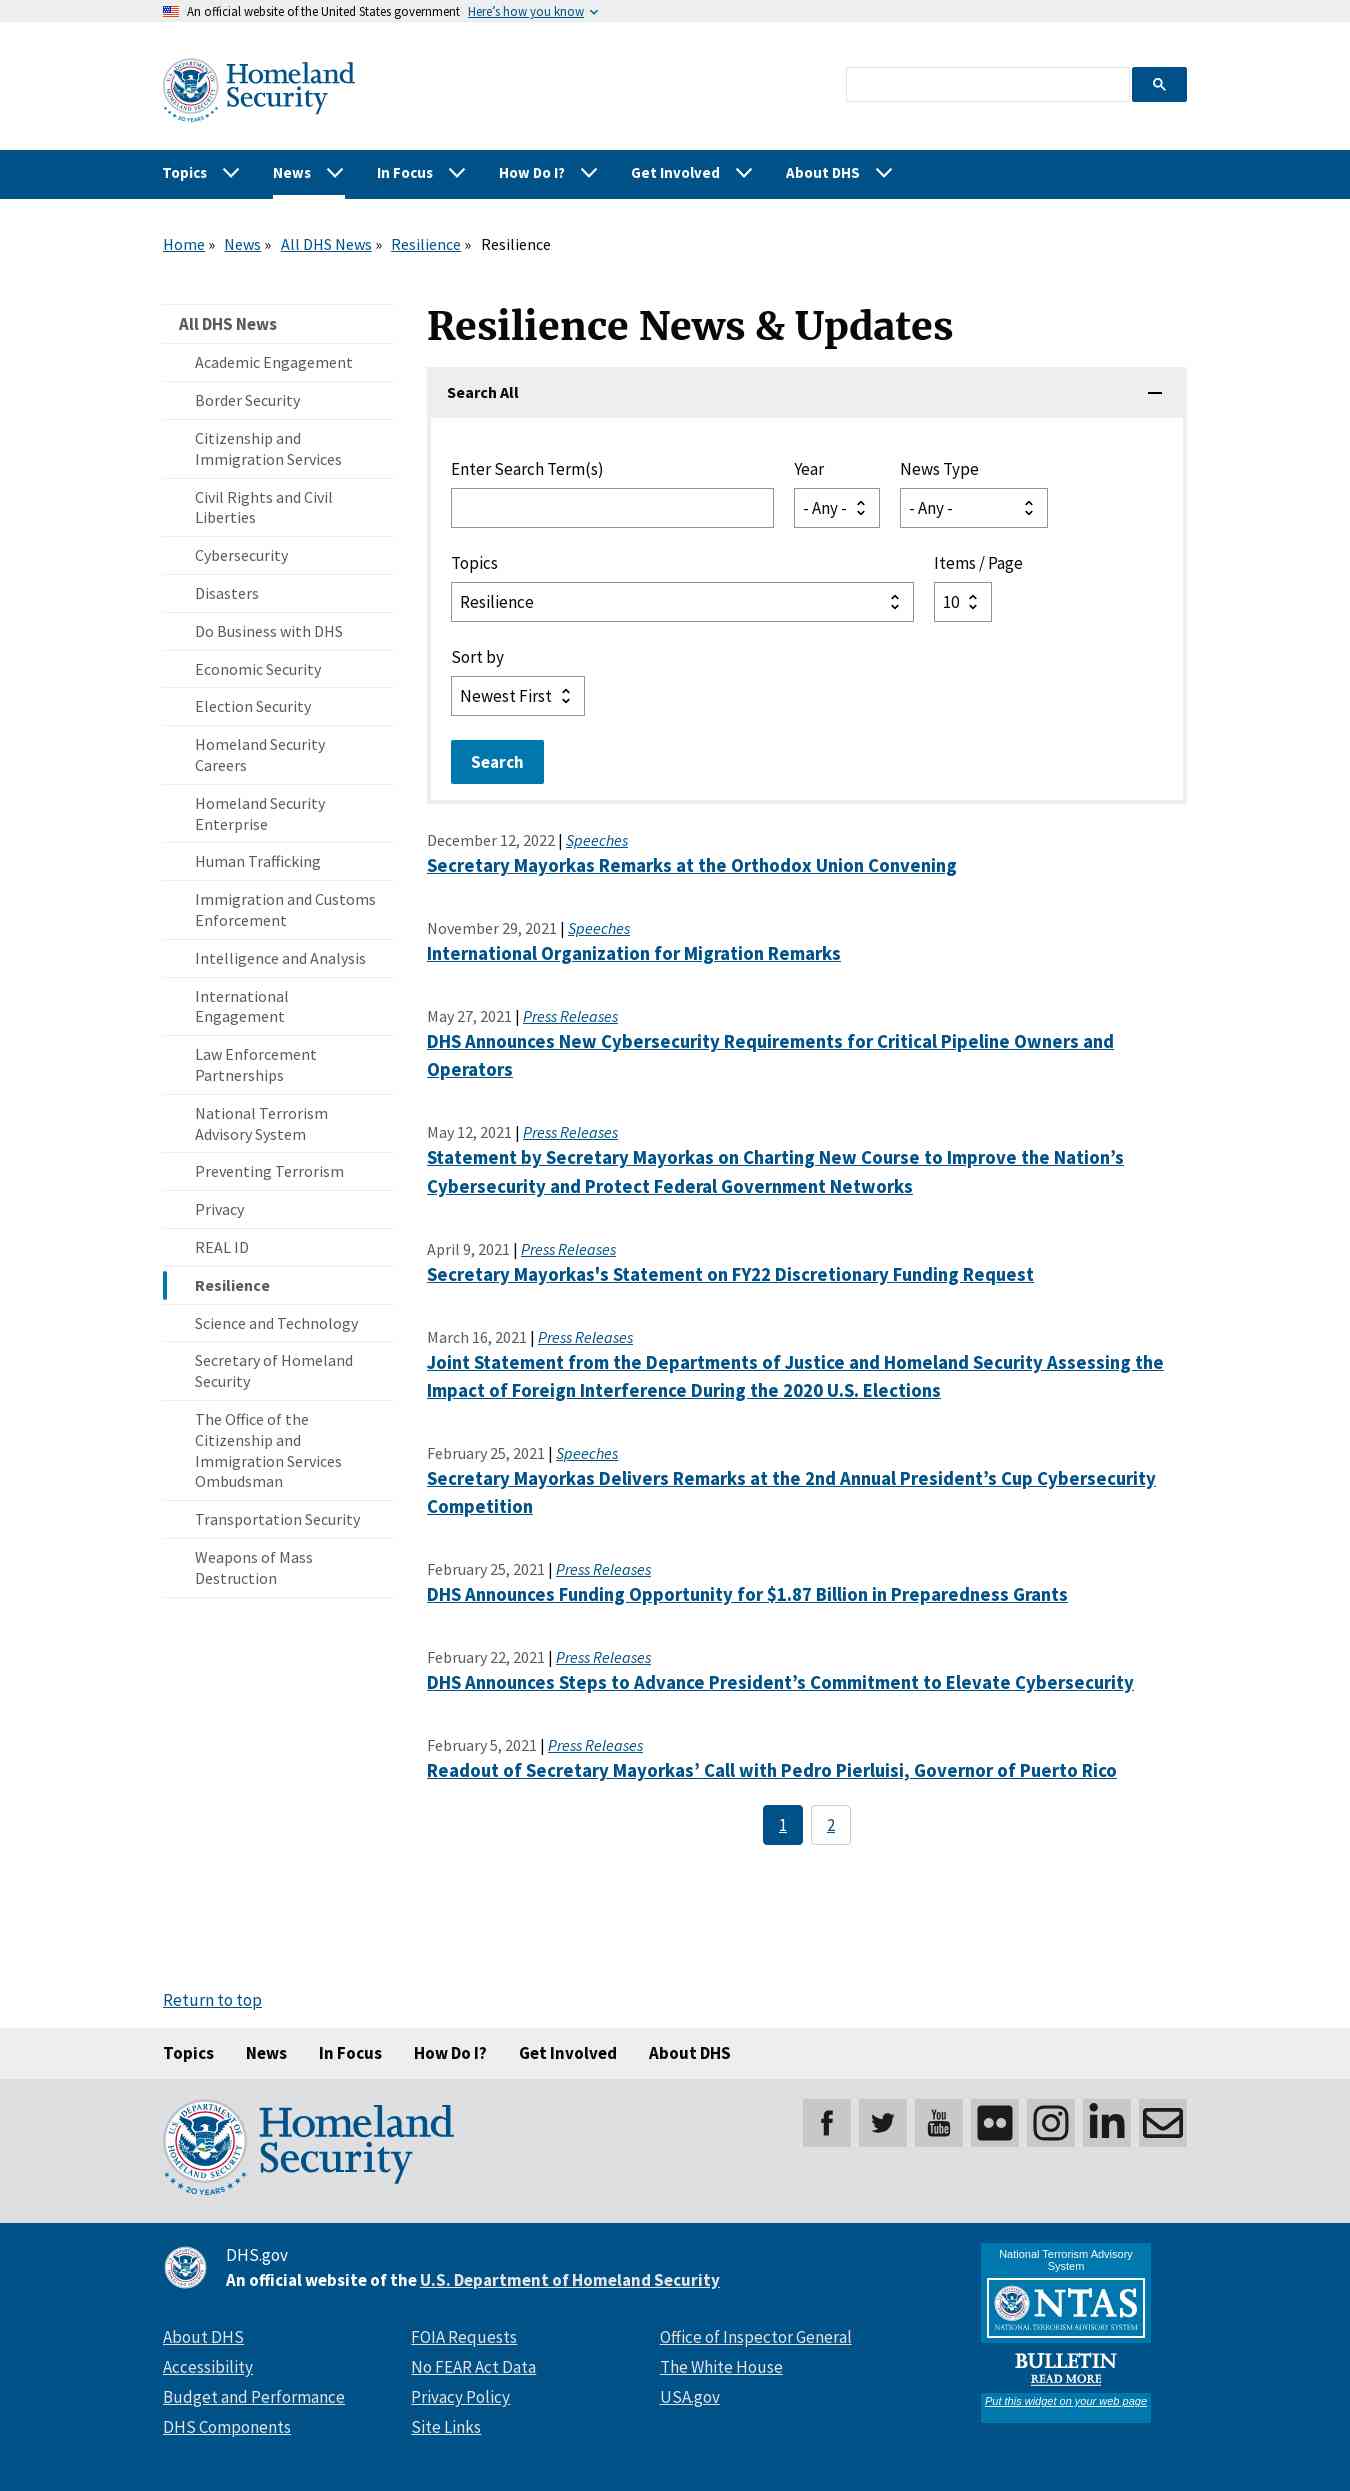 An official website of the United States government Here’s how you know
U.S. DEPARTMENT OF HOMELAND SECURITY
20 YEARS
Homeland
Security
Topics News In Focus How Do I? Get Involved About DHS
Home » News » All DHS News » Resilience » Resilience
All DHS News
Academic Engagement
Border Security
Citizenship and
Immigration Services
Civil Rights and Civil
Liberties
Cybersecurity
Disasters
Do Business with DHS
Economic Security
Election Security
Homeland Security
Careers
Homeland Security
Enterprise
Human Trafficking
Immigration and Customs
Enforcement
Intelligence and Analysis
International
Engagement
Law Enforcement
Partnerships
National Terrorism
Advisory System
Preventing Terrorism
Privacy
REAL ID
Resilience
Science and Technology
Secretary of Homeland
Security
The Office of the
Citizenship and
Immigration Services
Ombudsman
Transportation Security
Weapons of Mass
Destruction
Resilience News & Updates
Search All
Enter Search Term(s) Year News Type
- Any - - Any -
Topics Items / Page
Resilience 10
Sort by
Newest First
Search
December 12, 2022 | Speeches
Secretary Mayorkas Remarks at the Orthodox Union Convening
November 29, 2021 | Speeches
International Organization for Migration Remarks
May 27, 2021 | Press Releases
DHS Announces New Cybersecurity Requirements for Critical Pipeline Owners and
Operators
May 12, 2021 | Press Releases
Statement by Secretary Mayorkas on Charting New Course to Improve the Nation’s
Cybersecurity and Protect Federal Government Networks
April 9, 2021 | Press Releases
Secretary Mayorkas's Statement on FY22 Discretionary Funding Request
March 16, 2021 | Press Releases
Joint Statement from the Departments of Justice and Homeland Security Assessing the
Impact of Foreign Interference During the 2020 U.S. Elections
February 25, 2021 | Speeches
Secretary Mayorkas Delivers Remarks at the 2nd Annual President’s Cup Cybersecurity
Competition
February 25, 2021 | Press Releases
DHS Announces Funding Opportunity for $1.87 Billion in Preparedness Grants
February 22, 2021 | Press Releases
DHS Announces Steps to Advance President’s Commitment to Elevate Cybersecurity
February 5, 2021 | Press Releases
Readout of Secretary Mayorkas’ Call with Pedro Pierluisi, Governor of Puerto Rico
1 2
Return to top
Topics News In Focus How Do I? Get Involved About DHS
U.S. DEPARTMENT OF HOMELAND SECURITY
20 YEARS
Homeland
Security
You
Tube
in
DHS.gov
An official website of the U.S. Department of Homeland Security
About DHS
Accessibility
Budget and Performance
DHS Components
FOIA Requests
No FEAR Act Data
Privacy Policy
Site Links
Office of Inspector General
The White House
USA.gov
National Terrorism Advisory
System
NTAS
NATIONAL TERRORISM ADVISORY SYSTEM
BULLETIN
READ MORE
Put this widget on your web page